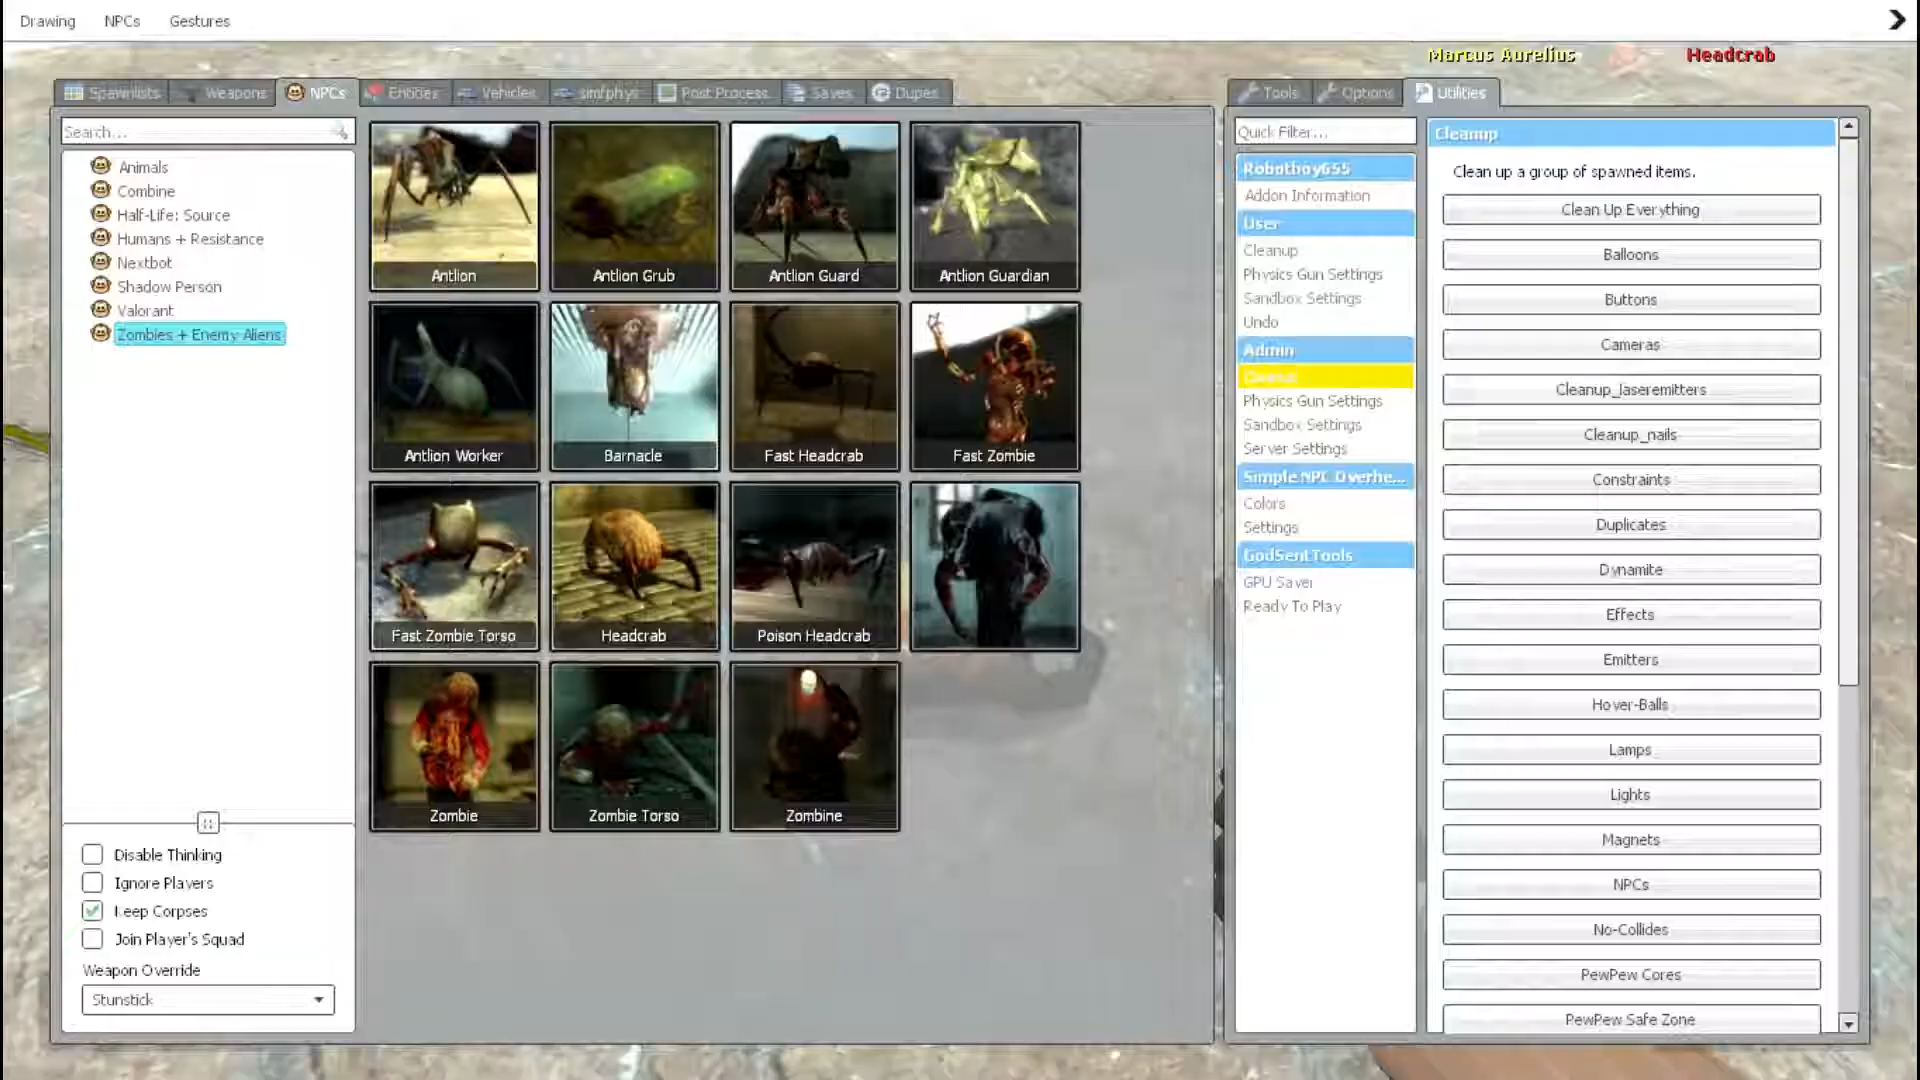 Drawing NPCs Gestures
Marcus Aurelius Headcrab
Spawnlists Weapons NPCs Entities Vehicles simfphys Post Process Saves Dupes
Search...
Animals
Combine
Half-Life: Source
Humans + Resistance
Nextbot
Shadow Person
Valorant
Zombies + Enemy Aliens
Disable Thinking
Ignore Players
Keep Corpses
Join Player's Squad
Weapon Override
Stunstick
Antlion Antlion Grub Antlion Guard Antlion Guardian
Antlion Worker Barnacle Fast Headcrab Fast Zombie
Fast Zombie Torso Headcrab Poison Headcrab
Zombie Zombie Torso Zombine
Tools Options Utilities
Quick Filter...
Robotboy655
Addon Information
User
Cleanup
Physics Gun Settings
Sandbox Settings
Undo
Admin
Cleanup
Physics Gun Settings
Sandbox Settings
Server Settings
Simple NPC Overhe...
Colors
Settings
GodSentTools
GPU Saver
Ready To Play
Cleanup
Clean up a group of spawned items.
Clean Up Everything
Balloons
Buttons
Cameras
Cleanup_laseremitters
Cleanup_nails
Constraints
Duplicates
Dynamite
Effects
Emitters
Hover-Balls
Lamps
Lights
Magnets
NPCs
No-Collides
PewPew Cores
PewPew Safe Zone